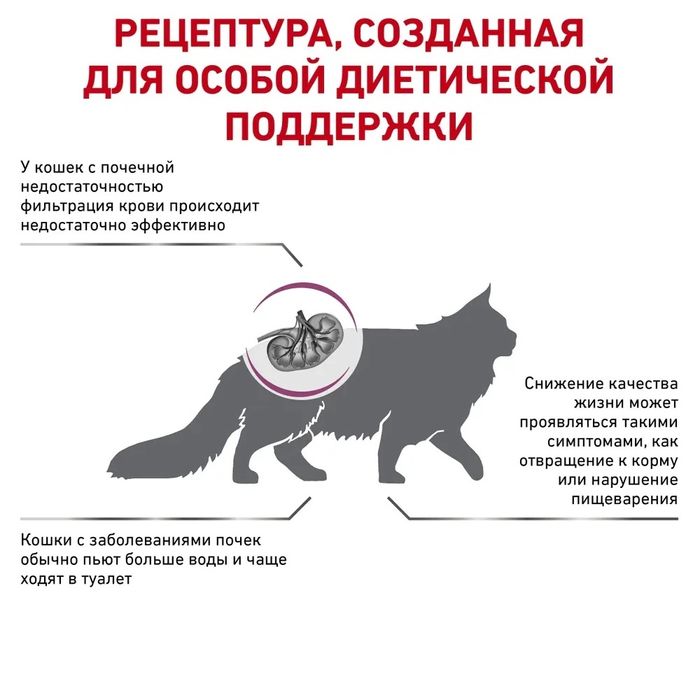 РЕЦЕПТУРА, СОЗДАННАЯ
ДЛЯ ОСОБОЙ ДИЕТИЧЕСКОЙ
ПОДДЕРЖКИ
У кошек с почечной
недостаточностью
фильтрация крови происходит
недостаточно эффективно
Снижение качества
жизни может
проявляться такими
симптомами, как
отвращение к корму
или нарушение
пищеварения
Кошки с заболеваниями почек
обычно пьют больше воды и чаще
ходят в туалет